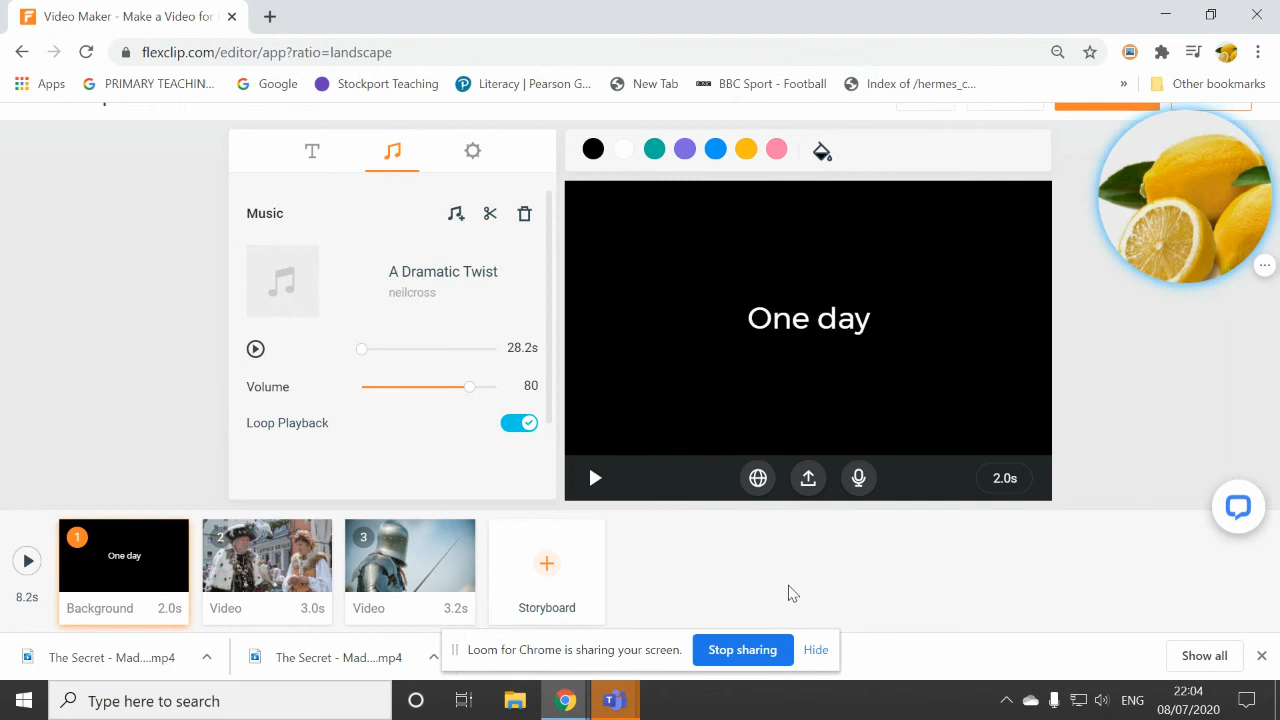 Video Maker - Make a Video for
flexclip.com/editor/app?ratio=landscape
Apps
PRIMARY TEACHIN...
Google
Stockport Teaching
Literacy | Pearson G...
New Tab
BBC Sport - Football
Index of /hermes_c...
»
Other bookmarks
Music
A Dramatic Twist
neilcross
28.2s
Volume
80
Loop Playback
One day
2.0s
8.2s
1
One day
Background 2.0s
2
Video 3.0s
3
Video 3.2s
+
Storyboard
Loom for Chrome is sharing your screen.
Stop sharing
Hide
The Secret - Mad....mp4
The Secret - Mad....mp4
Show all
Type here to search
ENG
22:04
08/07/2020